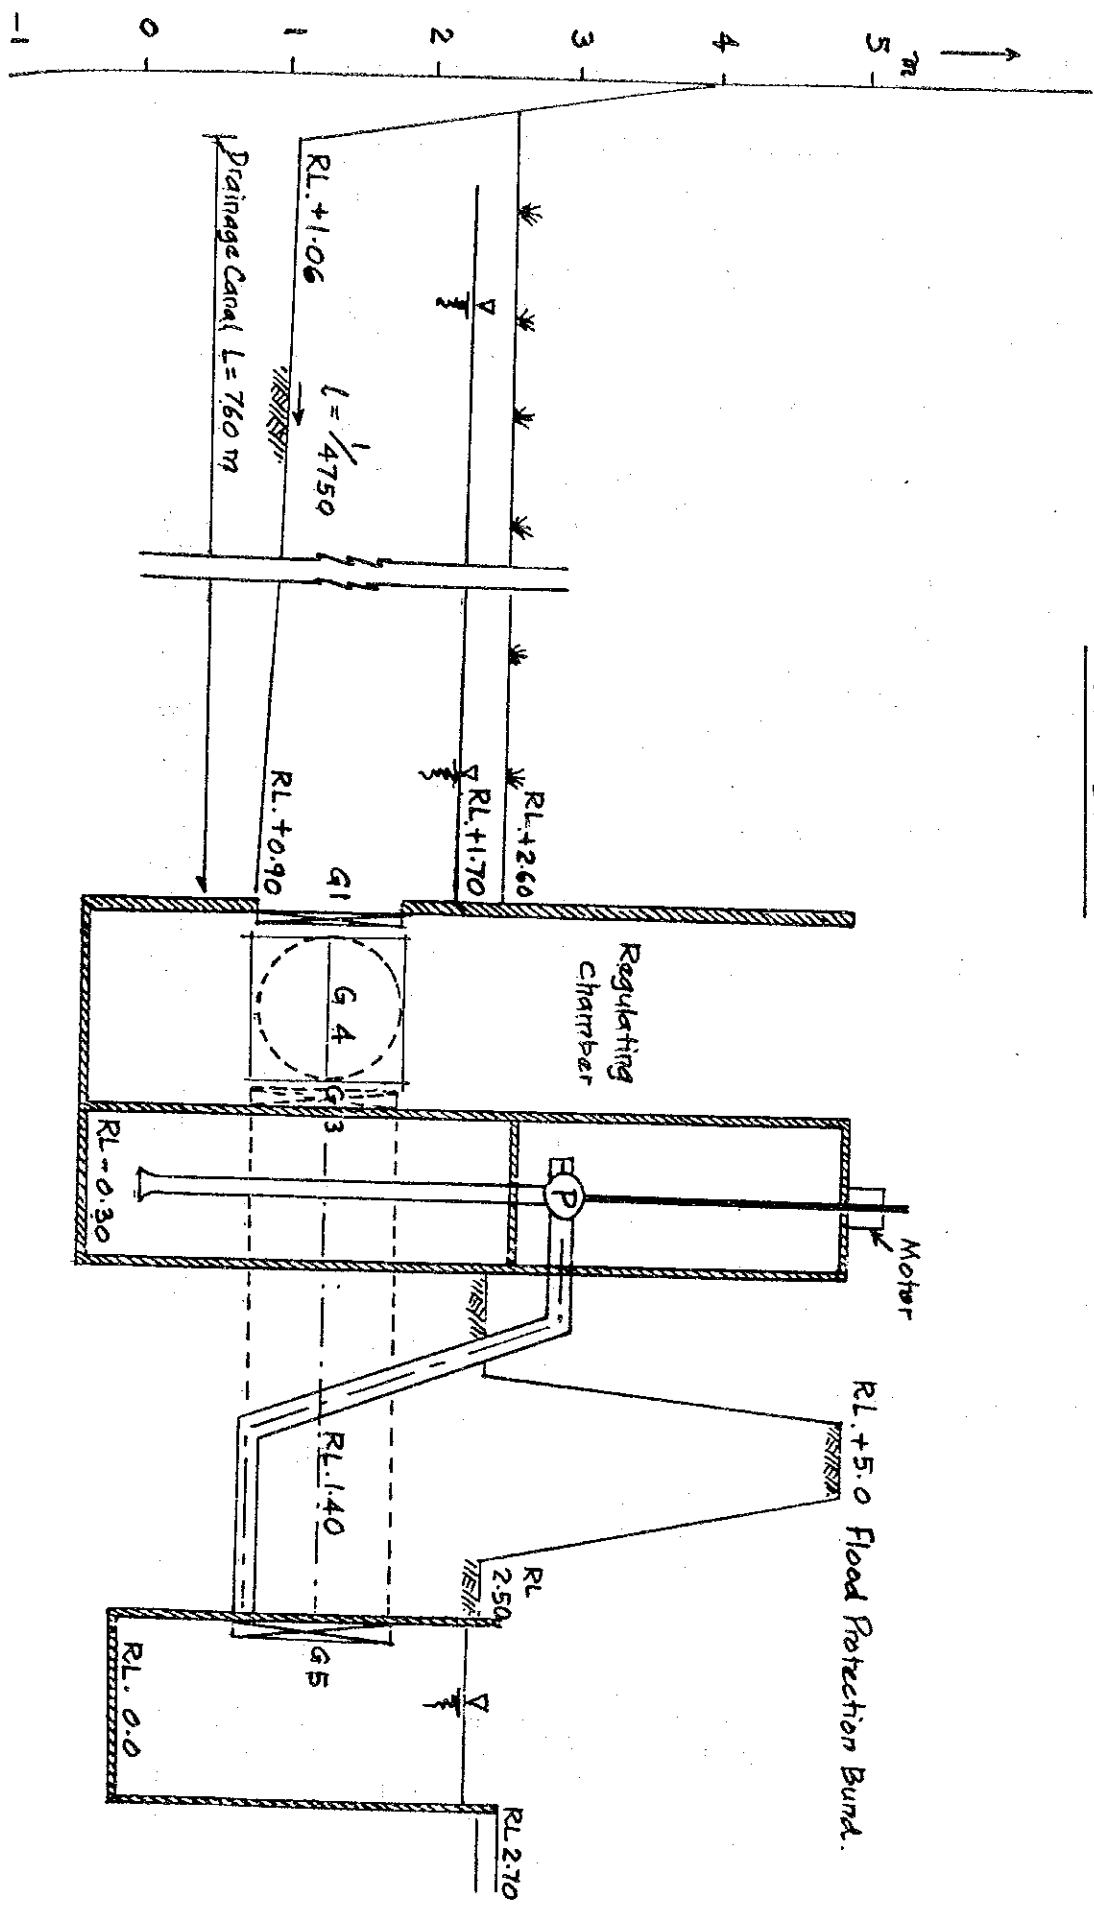 5 m
4
3
2
1
0
-1
RL.+5.0 Flood Protection Bund.
Motor
Regulating
Chamber
P
RL.+2.60
RL.+1.70
RL
2.50
RL 2.70
RL.+1.06
i = 1/4750
RL.+0.90
G1
G 4
G 3
RL.1.40
G5
Drainage Canal L=760 m
RL-0.30
RL. 0.0